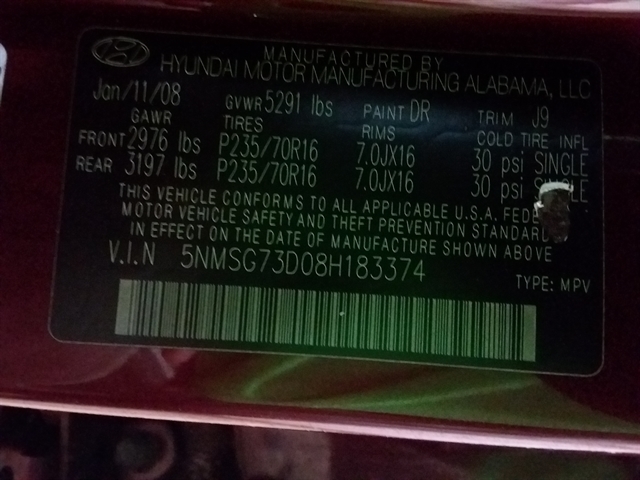 MANUFACTURED BY
HYUNDAI MOTOR MANUFACTURING ALABAMA, LLC
Jan/11/08 GVWR 5291 lbs PAINT DR TRIM J9
GAWR TIRES RIMS COLD TIRE INFL
FRONT 2976 lbs P235/70R16 7.0JX16 30 psi SINGLE
REAR 3197 lbs P235/70R16 7.0JX16 30 psi SINGLE
THIS VEHICLE CONFORMS TO ALL APPLICABLE U.S.A. FEDE
MOTOR VEHICLE SAFETY AND THEFT PREVENTION STANDARD
IN EFFECT ON THE DATE OF MANUFACTURE SHOWN ABOVE
V.I.N 5NMSG73D08H183374
TYPE: MPV